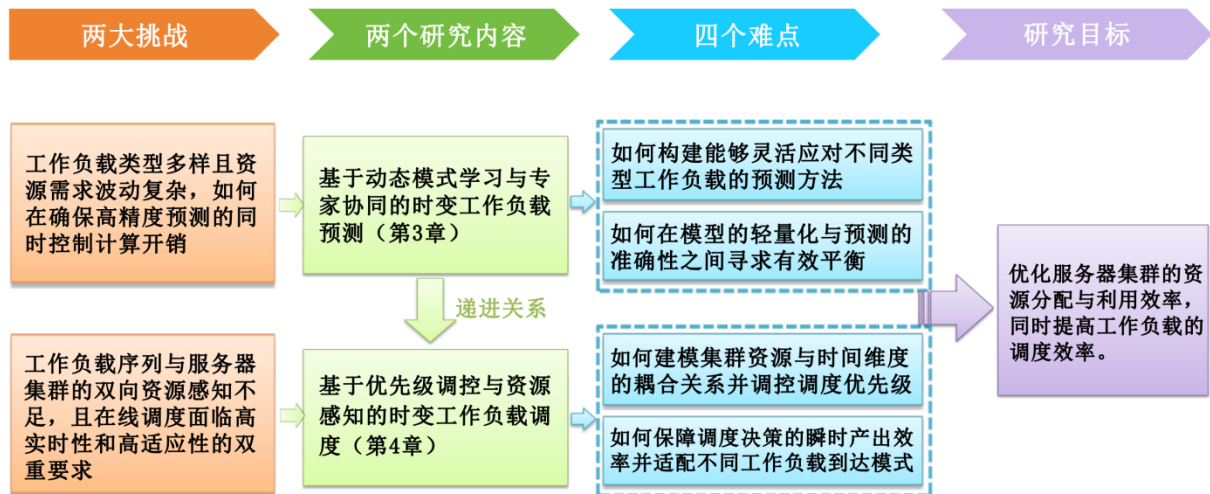 两大挑战
两个研究内容
四个难点
研究目标
工作负载类型多样且资
源需求波动复杂，如何
在确保高精度预测的同
时控制计算开销
基于动态模式学习与专
家协同的时变工作负载
预测（第3章）
如何构建能够灵活应对不同类
型工作负载的预测方法
如何在模型的轻量化与预测的
准确性之间寻求有效平衡
递进关系
工作负载序列与服务器
集群的双向资源感知不
足，且在线调度面临高
实时性和高适应性的双
重要求
基于优先级调控与资源
感知的时变工作负载调
度（第4章）
如何建模集群资源与时间维度
的耦合关系并调控调度优先级
如何保障调度决策的瞬时产出效
率并适配不同工作负载到达模式
优化服务器集群的资
源分配与利用效率，
同时提高工作负载的
调度效率。